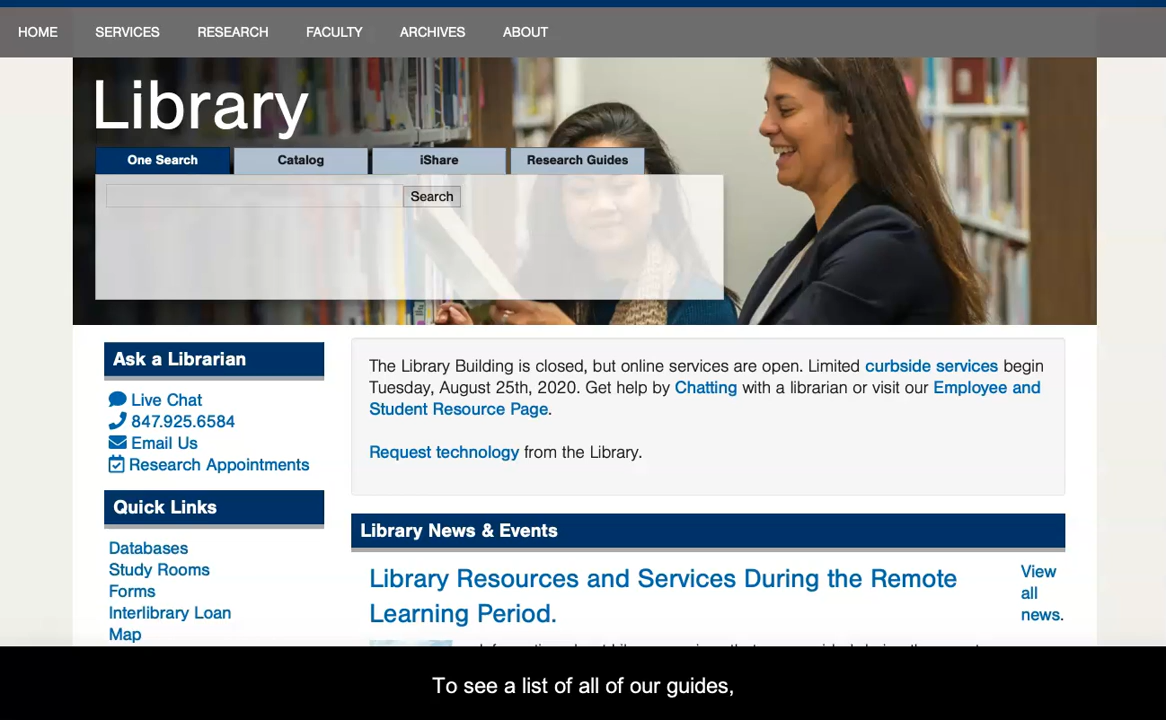 HOME SERVICES RESEARCH FACULTY ARCHIVES ABOUT
Library
One Search Catalog iShare Research Guides
Search
Ask a Librarian
Live Chat
847.925.6584
Email Us
Research Appointments
Quick Links
Databases
Study Rooms
Forms
Interlibrary Loan
Map
The Library Building is closed, but online services are open. Limited curbside services begin
Tuesday, August 25th, 2020. Get help by Chatting with a librarian or visit our Employee and
Student Resource Page.
Request technology from the Library.
Library News & Events
Library Resources and Services During the Remote
Learning Period.
View
all
news.
To see a list of all of our guides,